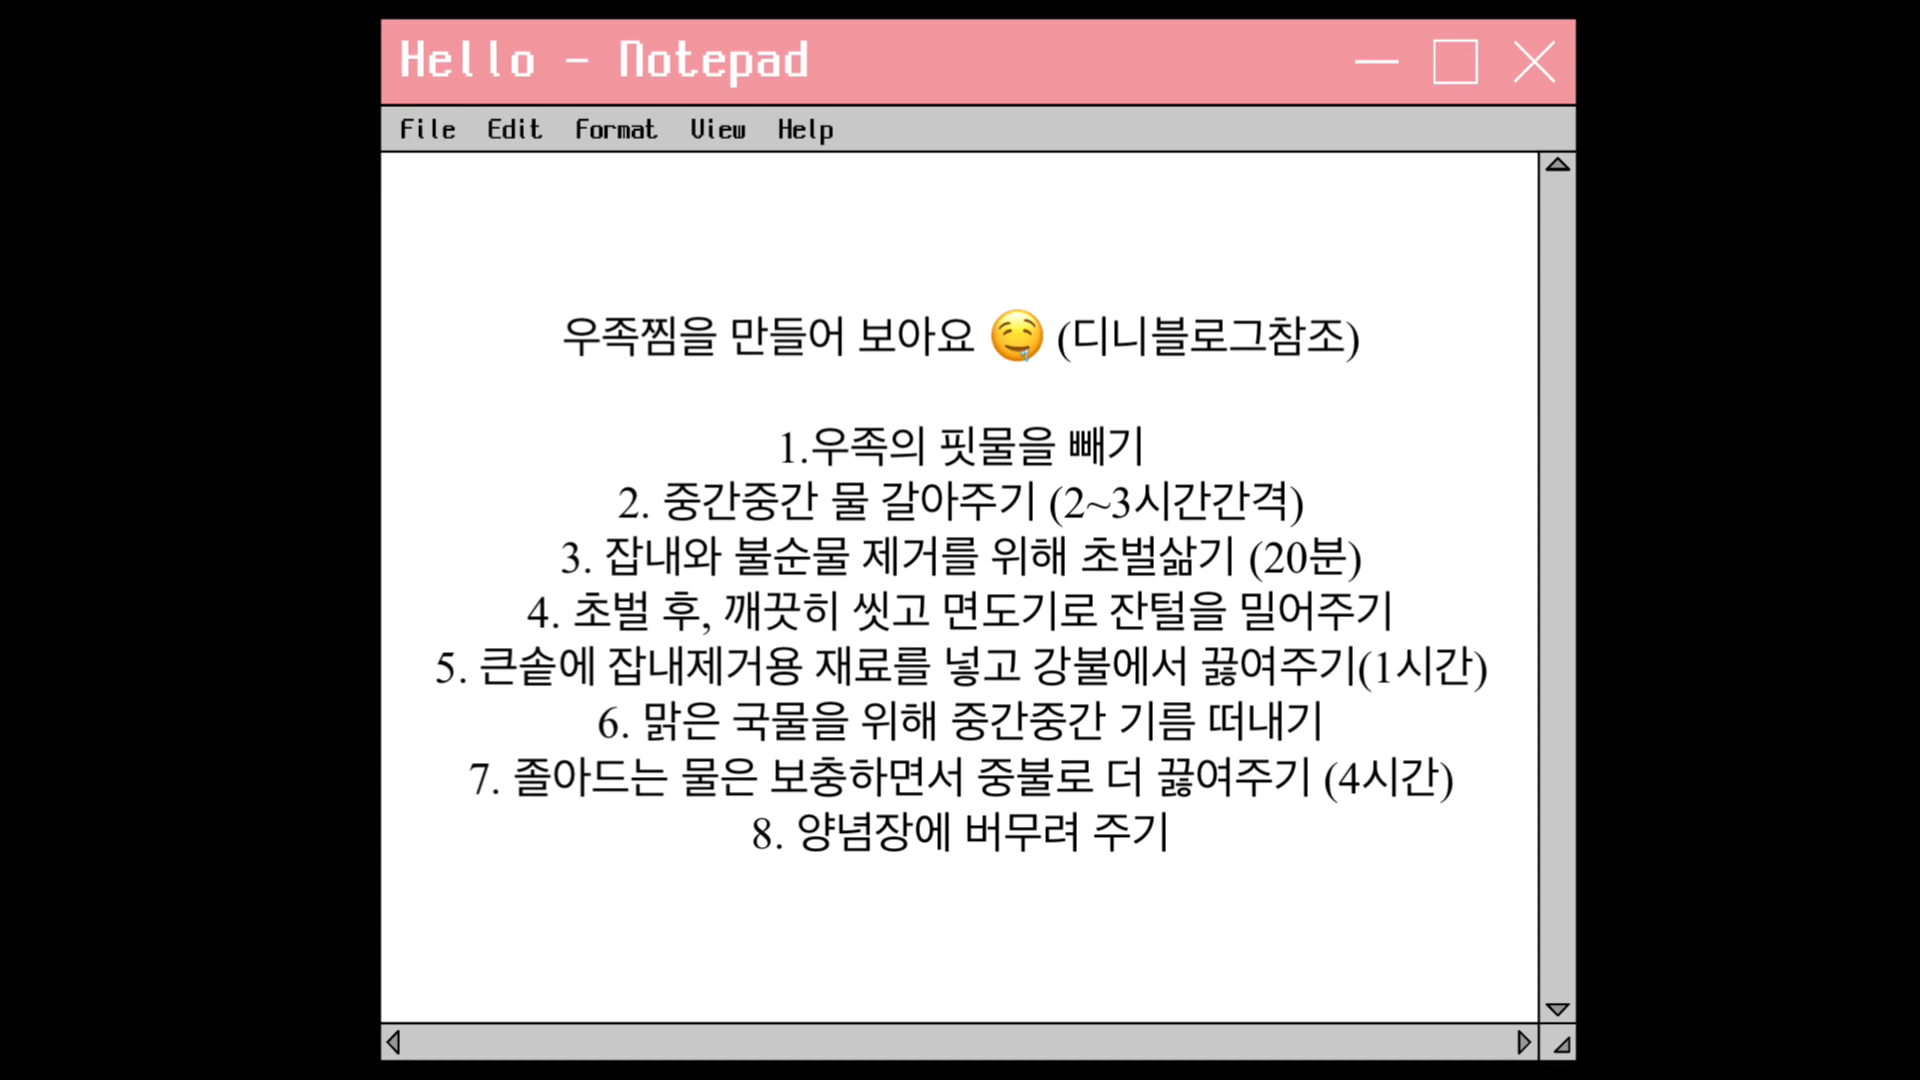 Hello - Notepad
File Edit Format View Help
우족찜을 만들어 보아요 🤤 (디니블로그참조)
1.우족의 핏물을 빼기
2. 중간중간 물 갈아주기 (2~3시간간격)
3. 잡내와 불순물 제거를 위해 초벌삶기 (20분)
4. 초벌 후, 깨끗히 씻고 면도기로 잔털을 밀어주기
5. 큰솥에 잡내제거용 재료를 넣고 강불에서 끓여주기(1시간)
6. 맑은 국물을 위해 중간중간 기름 떠내기
7. 졸아드는 물은 보충하면서 중불로 더 끓여주기 (4시간)
8. 양념장에 버무려 주기